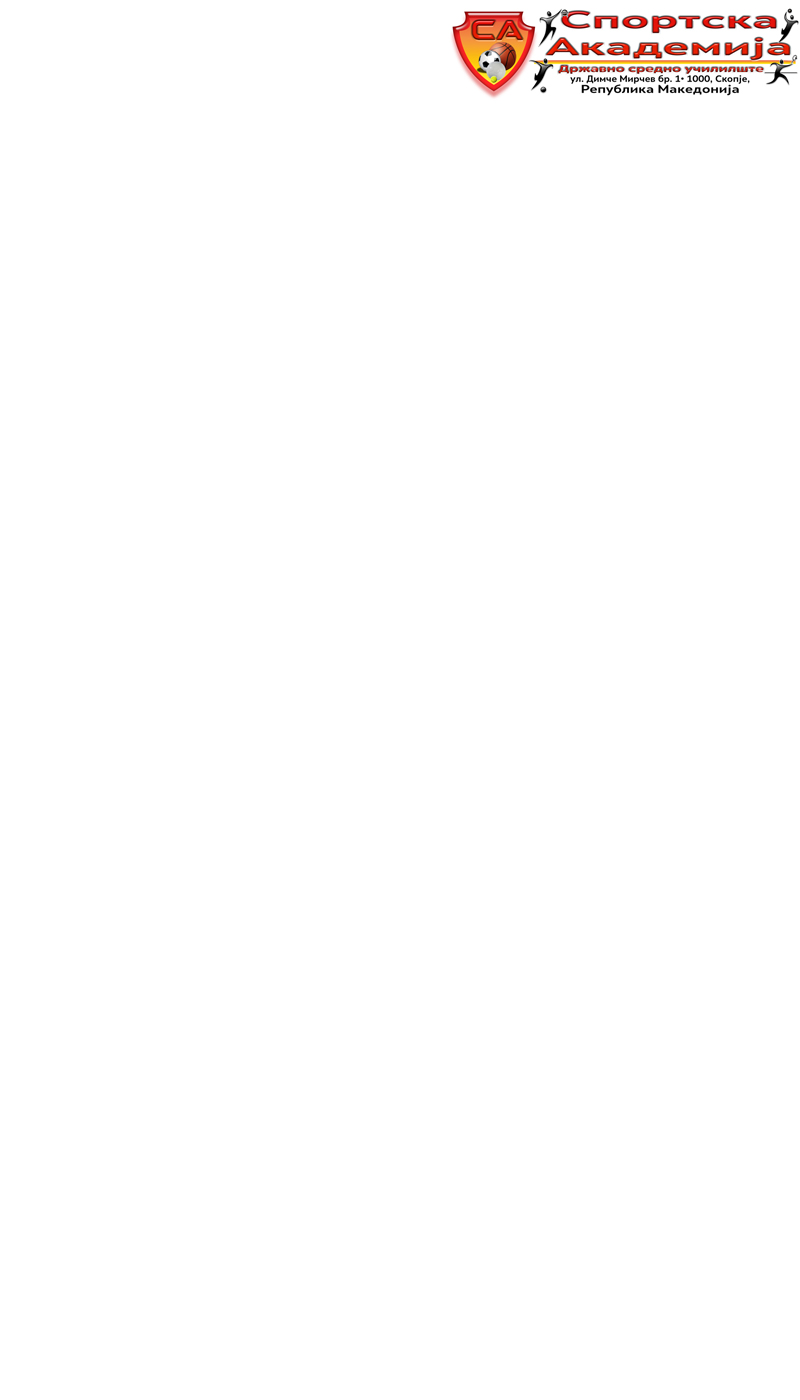 СА
Спортска
Академија
Државно средно училиште
ул. Димче Мирчев бр. 1• 1000, Скопје,
Република Македонија